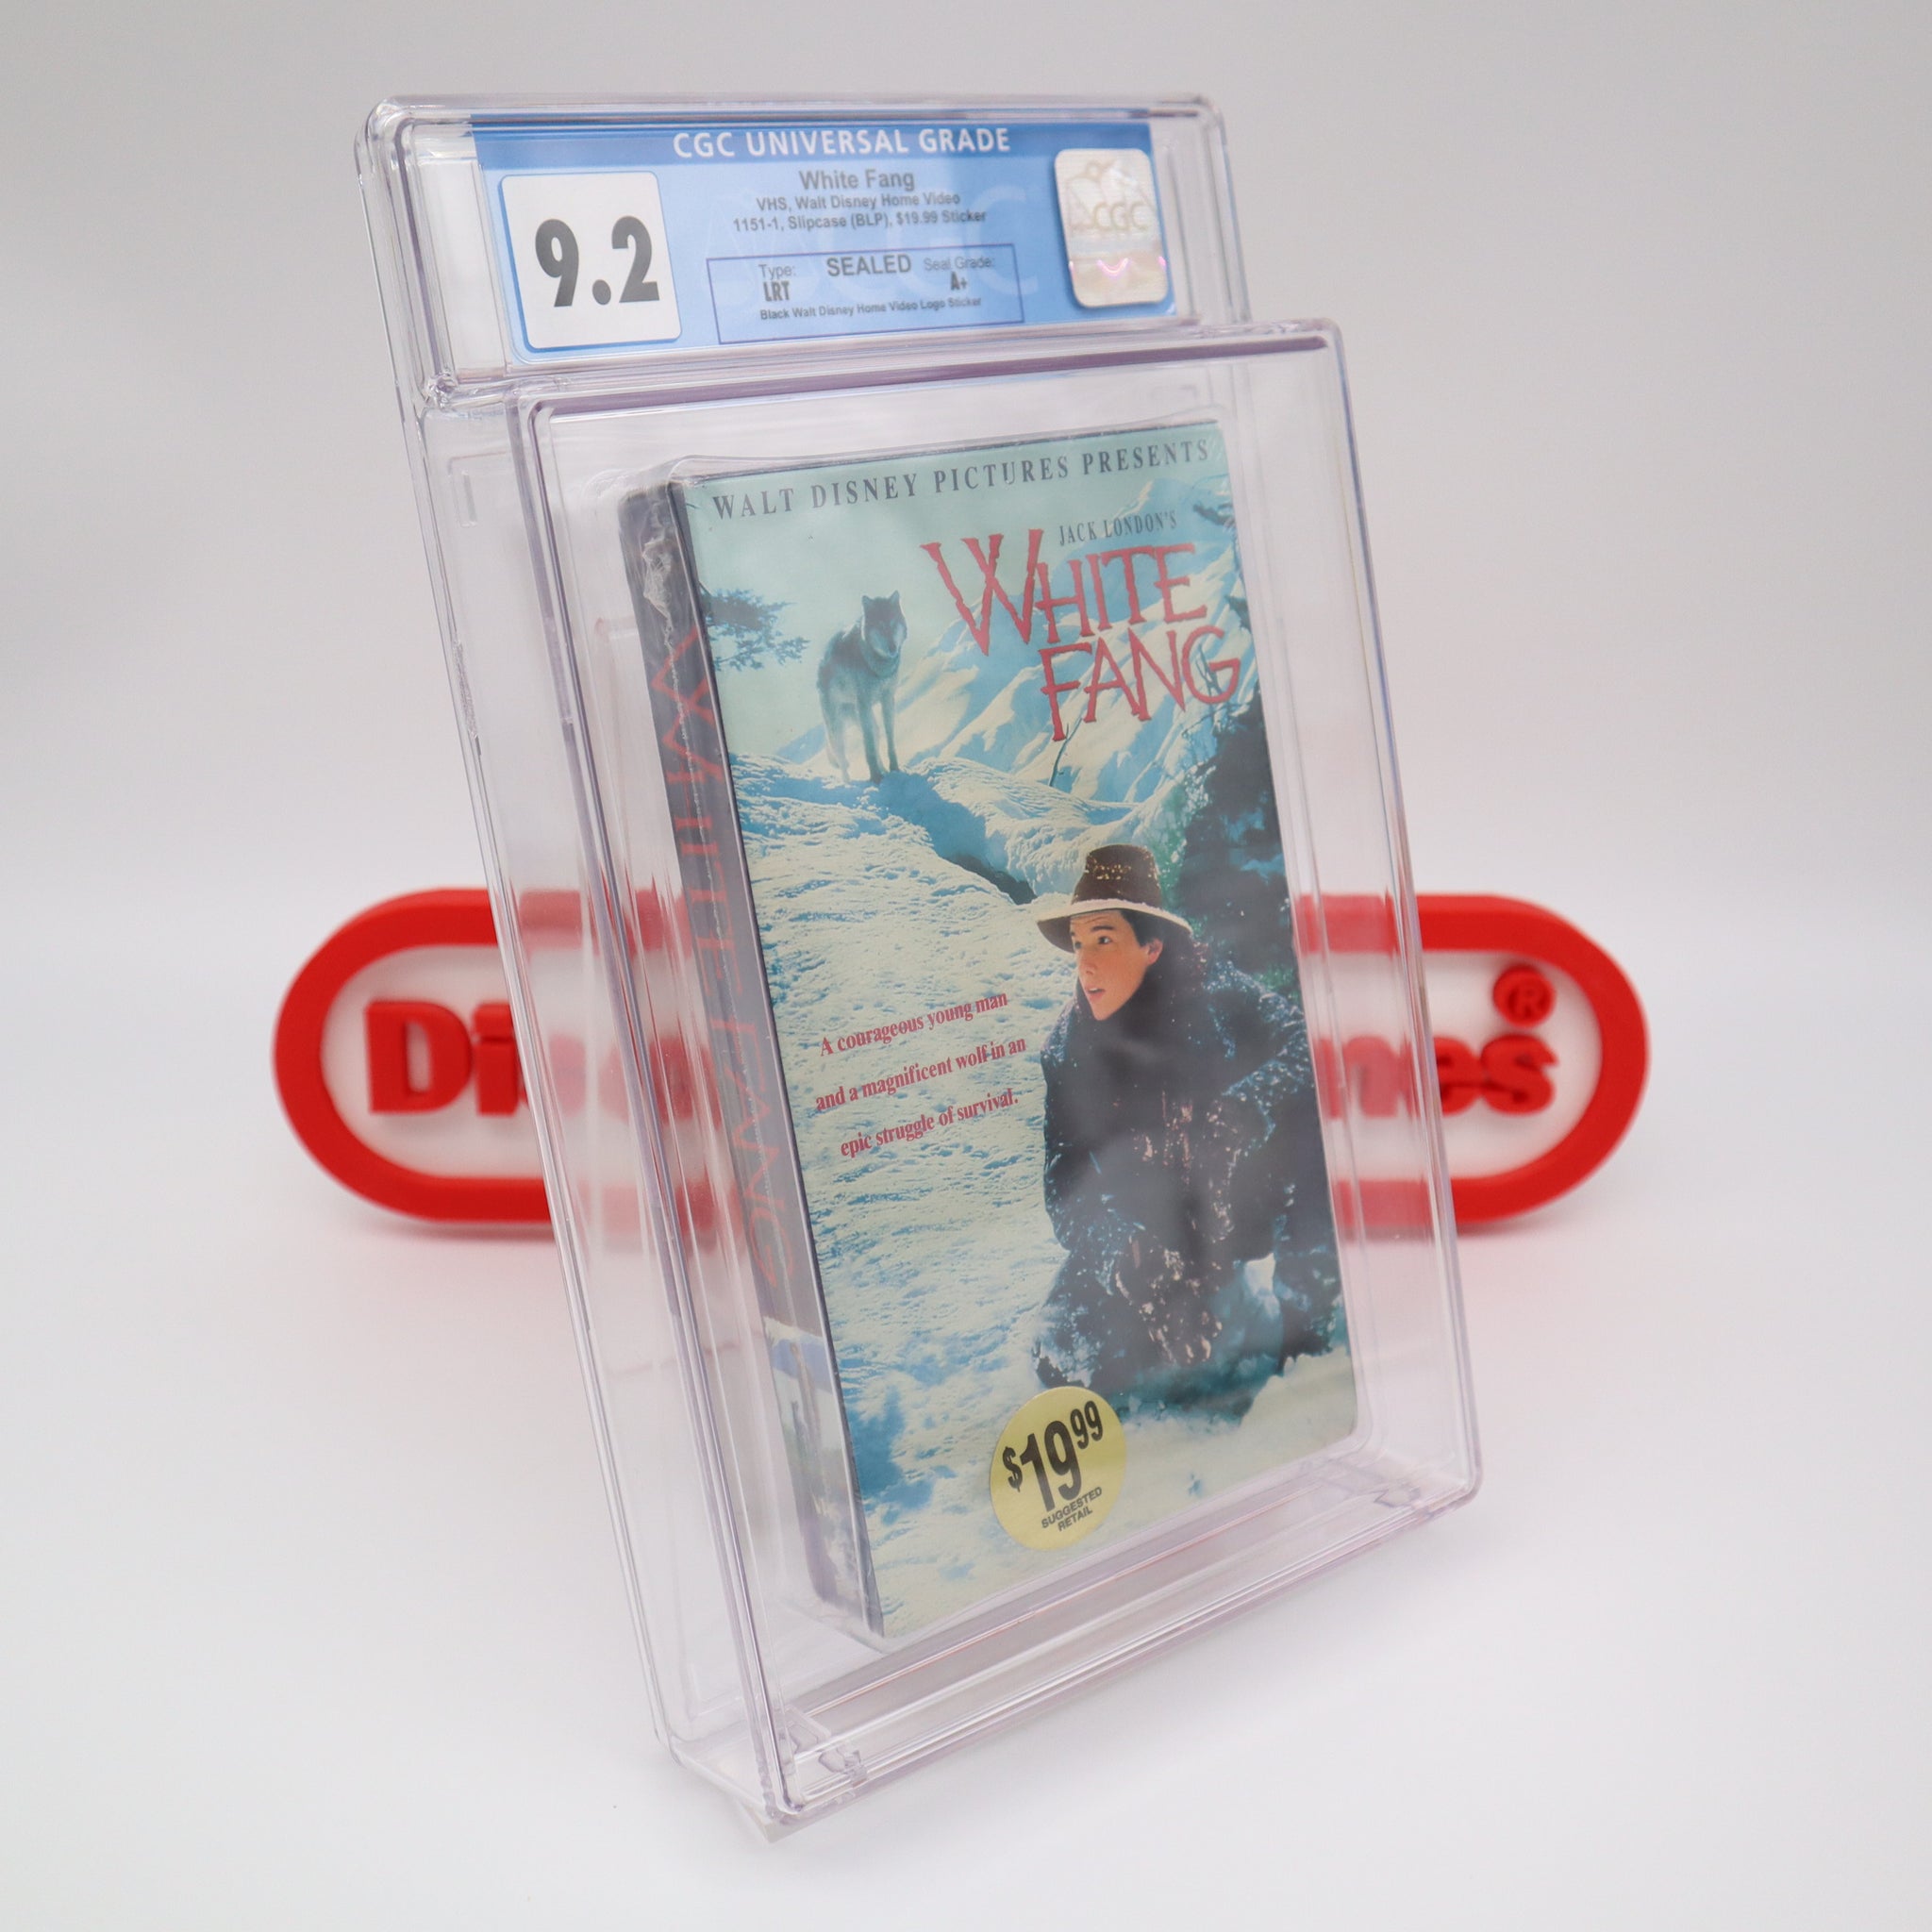 CGC UNIVERSAL GRADE
9.2
White Fang
VHS, Walt Disney Home Video
1151-1, Slipcase (BLP), $19.99 Sticker
CGC
Type: SEALED Seal Grade:
LRT A+
Black Walt Disney Home Video Logo Sticker
WALT DISNEY PICTURES PRESENTS
JACK LONDON'S
WHITE
FANG
WHITE FANG
A courageous young man
and a magnificent wolf in an
epic struggle of survival.
$19.99
SUGGESTED
RETAIL
®